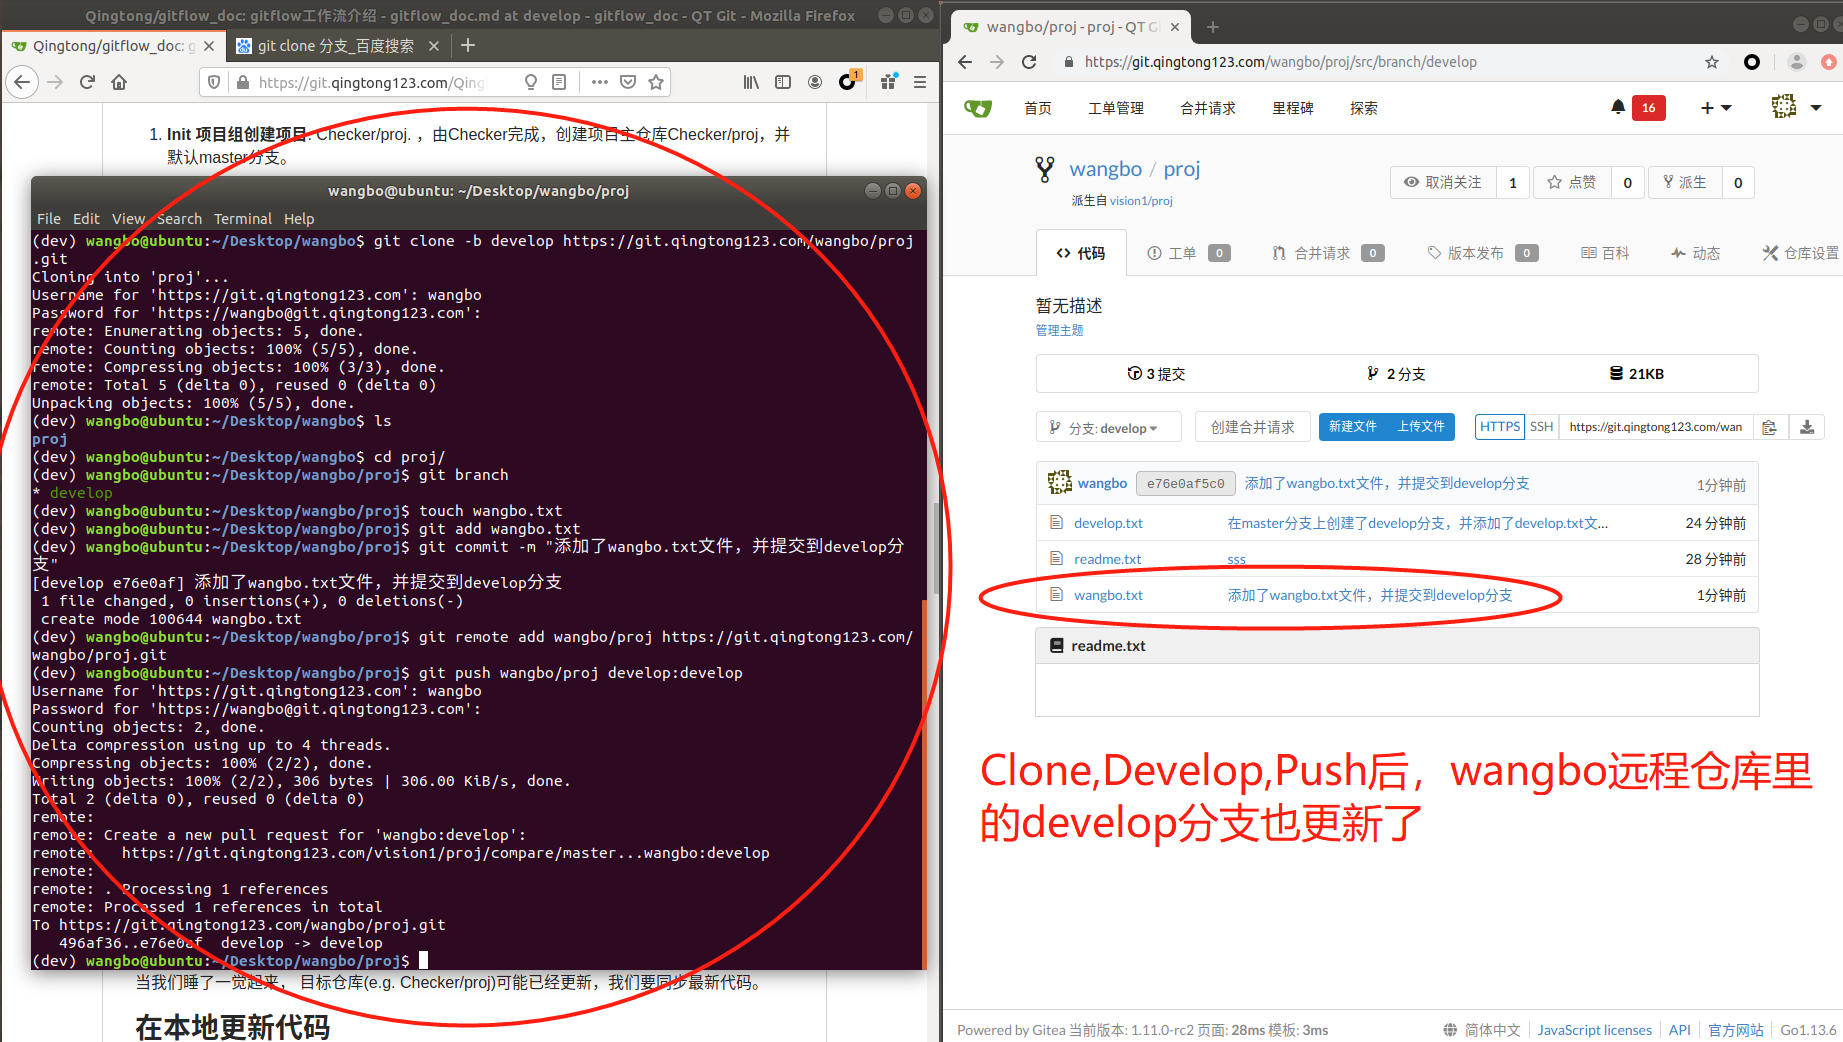 Qingtong/gitflow_doc: gitflow工作流介绍 - gitflow_doc.md at develop - gitflow_doc - QT Git - Mozilla Firefox
Qingtong/gitflow_doc: g
git clone 分支_百度搜索
https://git.qingtong123.com/Qing
1
1. Init 项目组创建项目. Checker/proj. ，由Checker完成，创建项目主仓库Checker/proj，并
默认master分支。
wangbo@ubuntu: ~/Desktop/wangbo/proj
File Edit View Search Terminal Help
(dev) wangbo@ubuntu:~/Desktop/wangbo$ git clone -b develop https://git.qingtong123.com/wangbo/proj
.git
Cloning into 'proj'...
Username for 'https://git.qingtong123.com': wangbo
Password for 'https://wangbo@git.qingtong123.com':
remote: Enumerating objects: 5, done.
remote: Counting objects: 100% (5/5), done.
remote: Compressing objects: 100% (3/3), done.
remote: Total 5 (delta 0), reused 0 (delta 0)
Unpacking objects: 100% (5/5), done.
(dev) wangbo@ubuntu:~/Desktop/wangbo$ ls
proj
(dev) wangbo@ubuntu:~/Desktop/wangbo$ cd proj/
(dev) wangbo@ubuntu:~/Desktop/wangbo/proj$ git branch
* develop
(dev) wangbo@ubuntu:~/Desktop/wangbo/proj$ touch wangbo.txt
(dev) wangbo@ubuntu:~/Desktop/wangbo/proj$ git add wangbo.txt
(dev) wangbo@ubuntu:~/Desktop/wangbo/proj$ git commit -m "添加了wangbo.txt文件，并提交到develop分
支"
[develop e76e0af] 添加了wangbo.txt文件，并提交到develop分支
1 file changed, 0 insertions(+), 0 deletions(-)
create mode 100644 wangbo.txt
(dev) wangbo@ubuntu:~/Desktop/wangbo/proj$ git remote add wangbo/proj https://git.qingtong123.com/
wangbo/proj.git
(dev) wangbo@ubuntu:~/Desktop/wangbo/proj$ git push wangbo/proj develop:develop
Username for 'https://git.qingtong123.com': wangbo
Password for 'https://wangbo@git.qingtong123.com':
Counting objects: 2, done.
Delta compression using up to 4 threads.
Compressing objects: 100% (2/2), done.
Writing objects: 100% (2/2), 306 bytes | 306.00 KiB/s, done.
Total 2 (delta 0), reused 0 (delta 0)
remote:
remote: Create a new pull request for 'wangbo:develop':
remote:   https://git.qingtong123.com/vision1/proj/compare/master...wangbo:develop
remote:
remote: . Processing 1 references
remote: Processed 1 references in total
To https://git.qingtong123.com/wangbo/proj.git
496af36..e76e0af  develop -> develop
(dev) wangbo@ubuntu:~/Desktop/wangbo/proj$
当我们睡了一觉起来， 目标仓库(e.g. Checker/proj)可能已经更新，我们要同步最新代码。
在本地更新代码
wangbo/proj - proj - QT Gi
https://git.qingtong123.com/wangbo/proj/src/branch/develop
首页 工单管理 合并请求 里程碑 探索 16
wangbo / proj
派生自 vision1/proj
取消关注 1 点赞 0 派生 0
代码 工单 0 合并请求 0 版本发布 0 百科 动态 仓库设置
暂无描述
管理主题
3 提交 2 分支 21KB
分支: develop 创建合并请求 新建文件 上传文件 HTTPS SSH https://git.qingtong123.com/wan
wangbo e76e0af5c0 添加了wangbo.txt文件，并提交到develop分支 1分钟前
develop.txt 在master分支上创建了develop分支，并添加了develop.txt文... 24 分钟前
readme.txt sss 28 分钟前
wangbo.txt 添加了wangbo.txt文件，并提交到develop分支 1分钟前
readme.txt
Clone,Develop,Push后，wangbo远程仓库里
的develop分支也更新了
Powered by Gitea 当前版本: 1.11.0-rc2 页面: 28ms 模板: 3ms
简体中文 JavaScript licenses API 官方网站 Go1.13.6